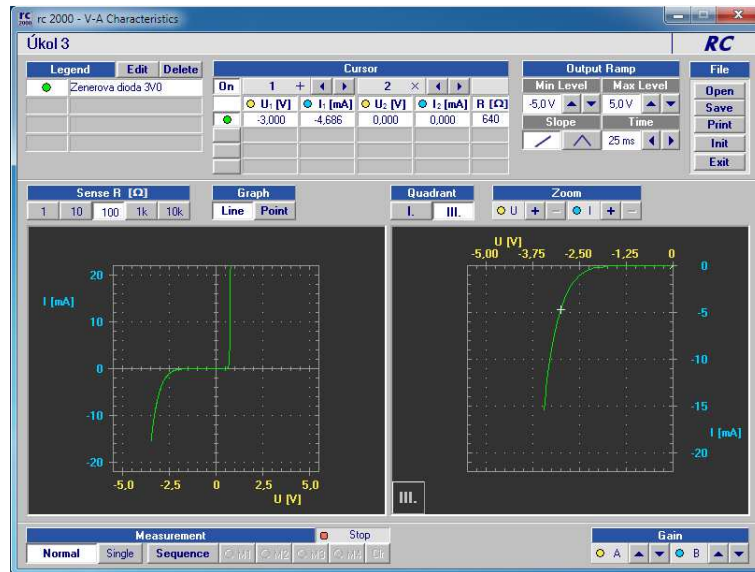 rc 2000 rc 2000 - V-A Characteristics
Úkol 3 RC
Legend Edit Delete
Zenerova dioda 3V0
Cursor
On 1 + 2 ×
U₁ [V] I₁ [mA] U₂ [V] I₂ [mA] R [Ω]
-3,000 -4,686 0,000 0,000 640
Output Ramp
Min Level Max Level
-5,0 V 5,0 V
Slope Time
25 ms
File
Open
Save
Print
Init
Exit
Sense R [Ω]
1 10 100 1k 10k
Graph
Line Point
Quadrant
I. III.
Zoom
U + - I + -
I [mA]
20
10
0
-10
-20
-5,0 -2,5 0 2,5 5,0
U [V]
U [V]
-5,00 -3,75 -2,50 -1,25 0
0
-5
-10
-15
I [mA]
-20
III.
Measurement Stop
Normal Single Sequence M1 M2 M3 M4 Clr
Gain
A B